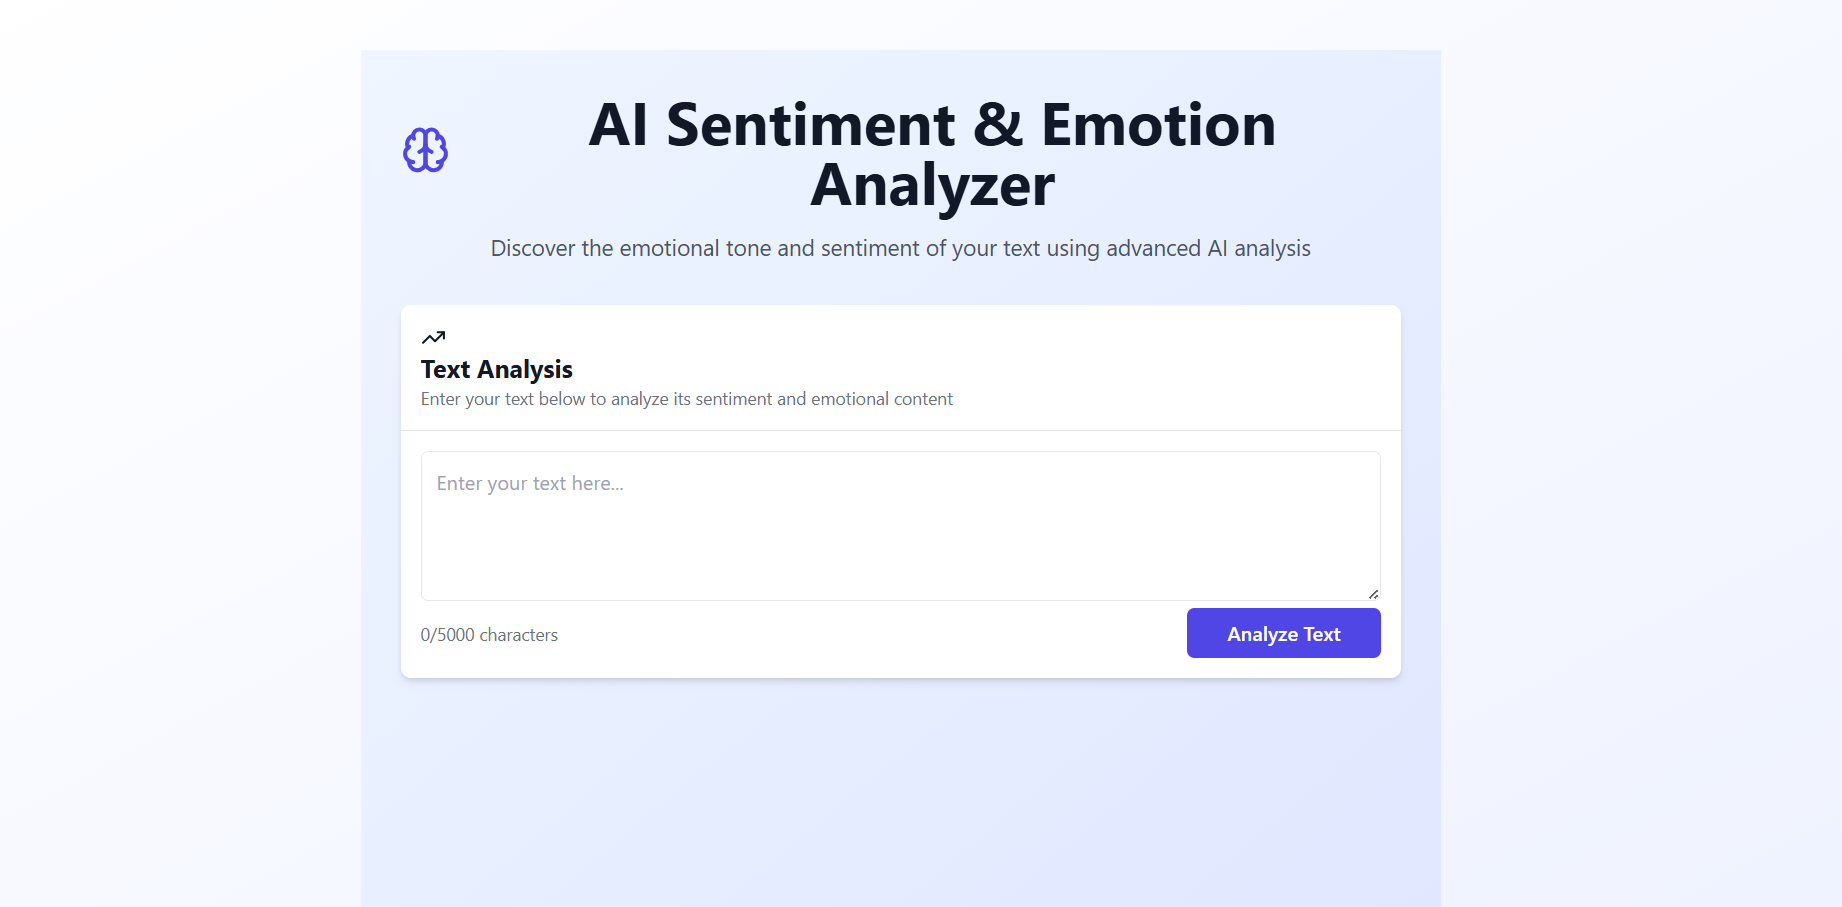 AI Sentiment & Emotion
Analyzer
Discover the emotional tone and sentiment of your text using advanced AI analysis
Text Analysis
Enter your text below to analyze its sentiment and emotional content
Enter your text here...
0/5000 characters
Analyze Text